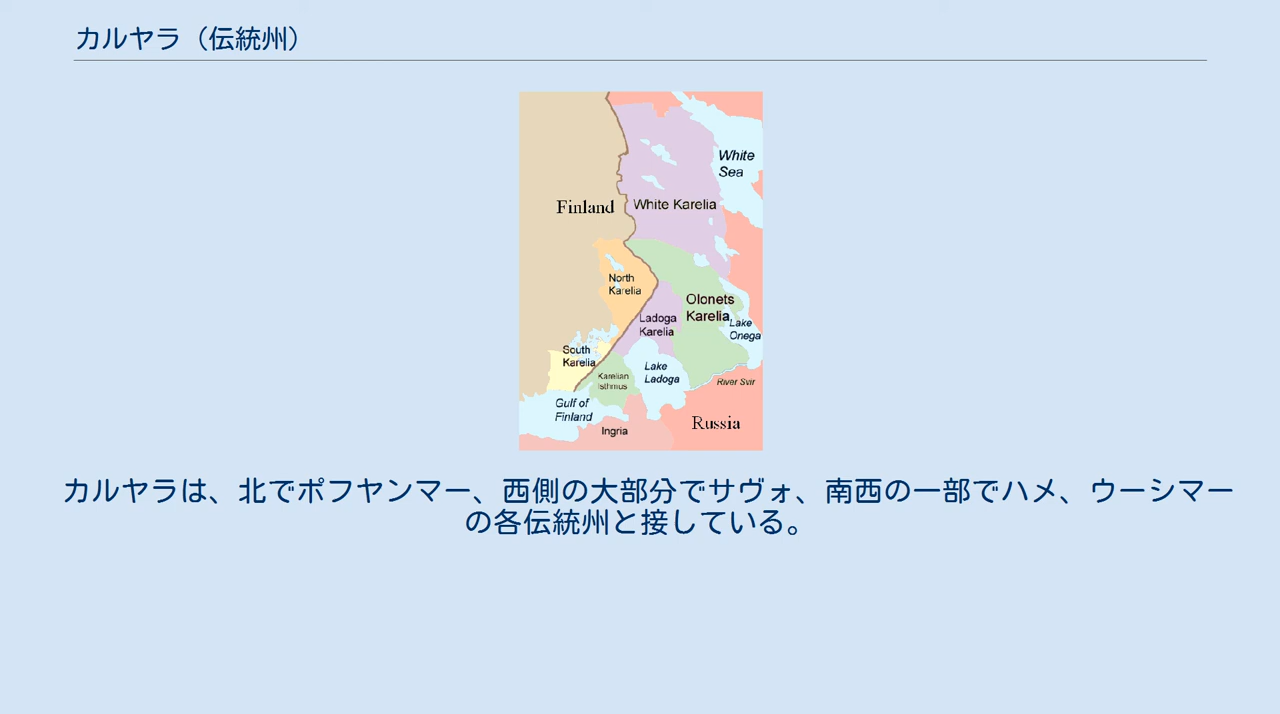 カルヤラ（伝統州）
White
Sea
Finland
White Karelia
North
Karelia
Olonets
Karelia
Ladoga
Karelia
Lake
Onega
South
Karelia
Lake
Ladoga
Karelian
Isthmus
River Svir
Gulf of
Finland
Russia
Ingria
カルヤラは、北でポフヤンマー、西側の大部分でサヴォ、南西の一部でハメ、ウーシマー
の各伝統州と接している。